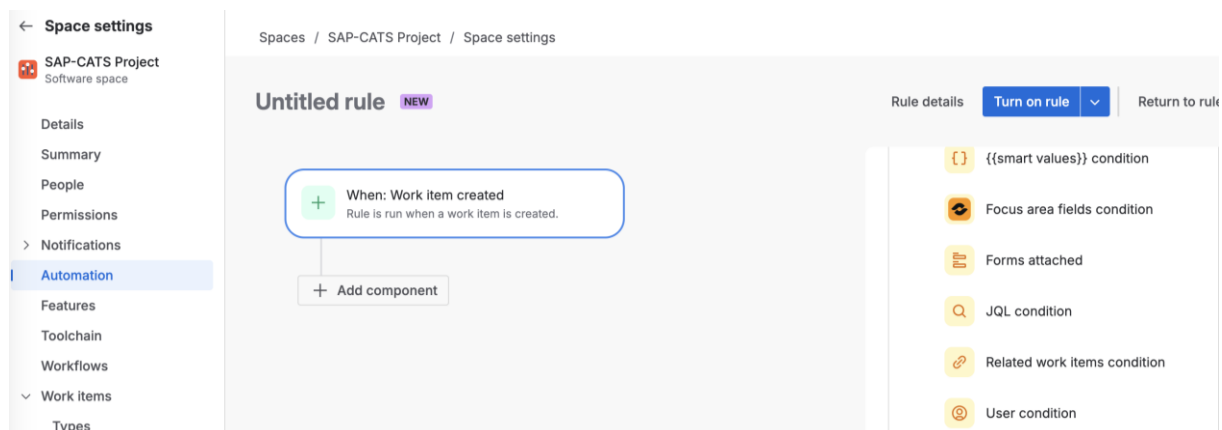 Space settings
SAP-CATS Project
Software space
Details
Summary
People
Permissions
Notifications
Automation
Features
Toolchain
Workflows
Work items
Types
Spaces / SAP-CATS Project / Space settings
Untitled rule NEW
Rule details Turn on rule Return to rule
When: Work item created
Rule is run when a work item is created.
Add component
{{smart values}} condition
Focus area fields condition
Forms attached
JQL condition
Related work items condition
User condition